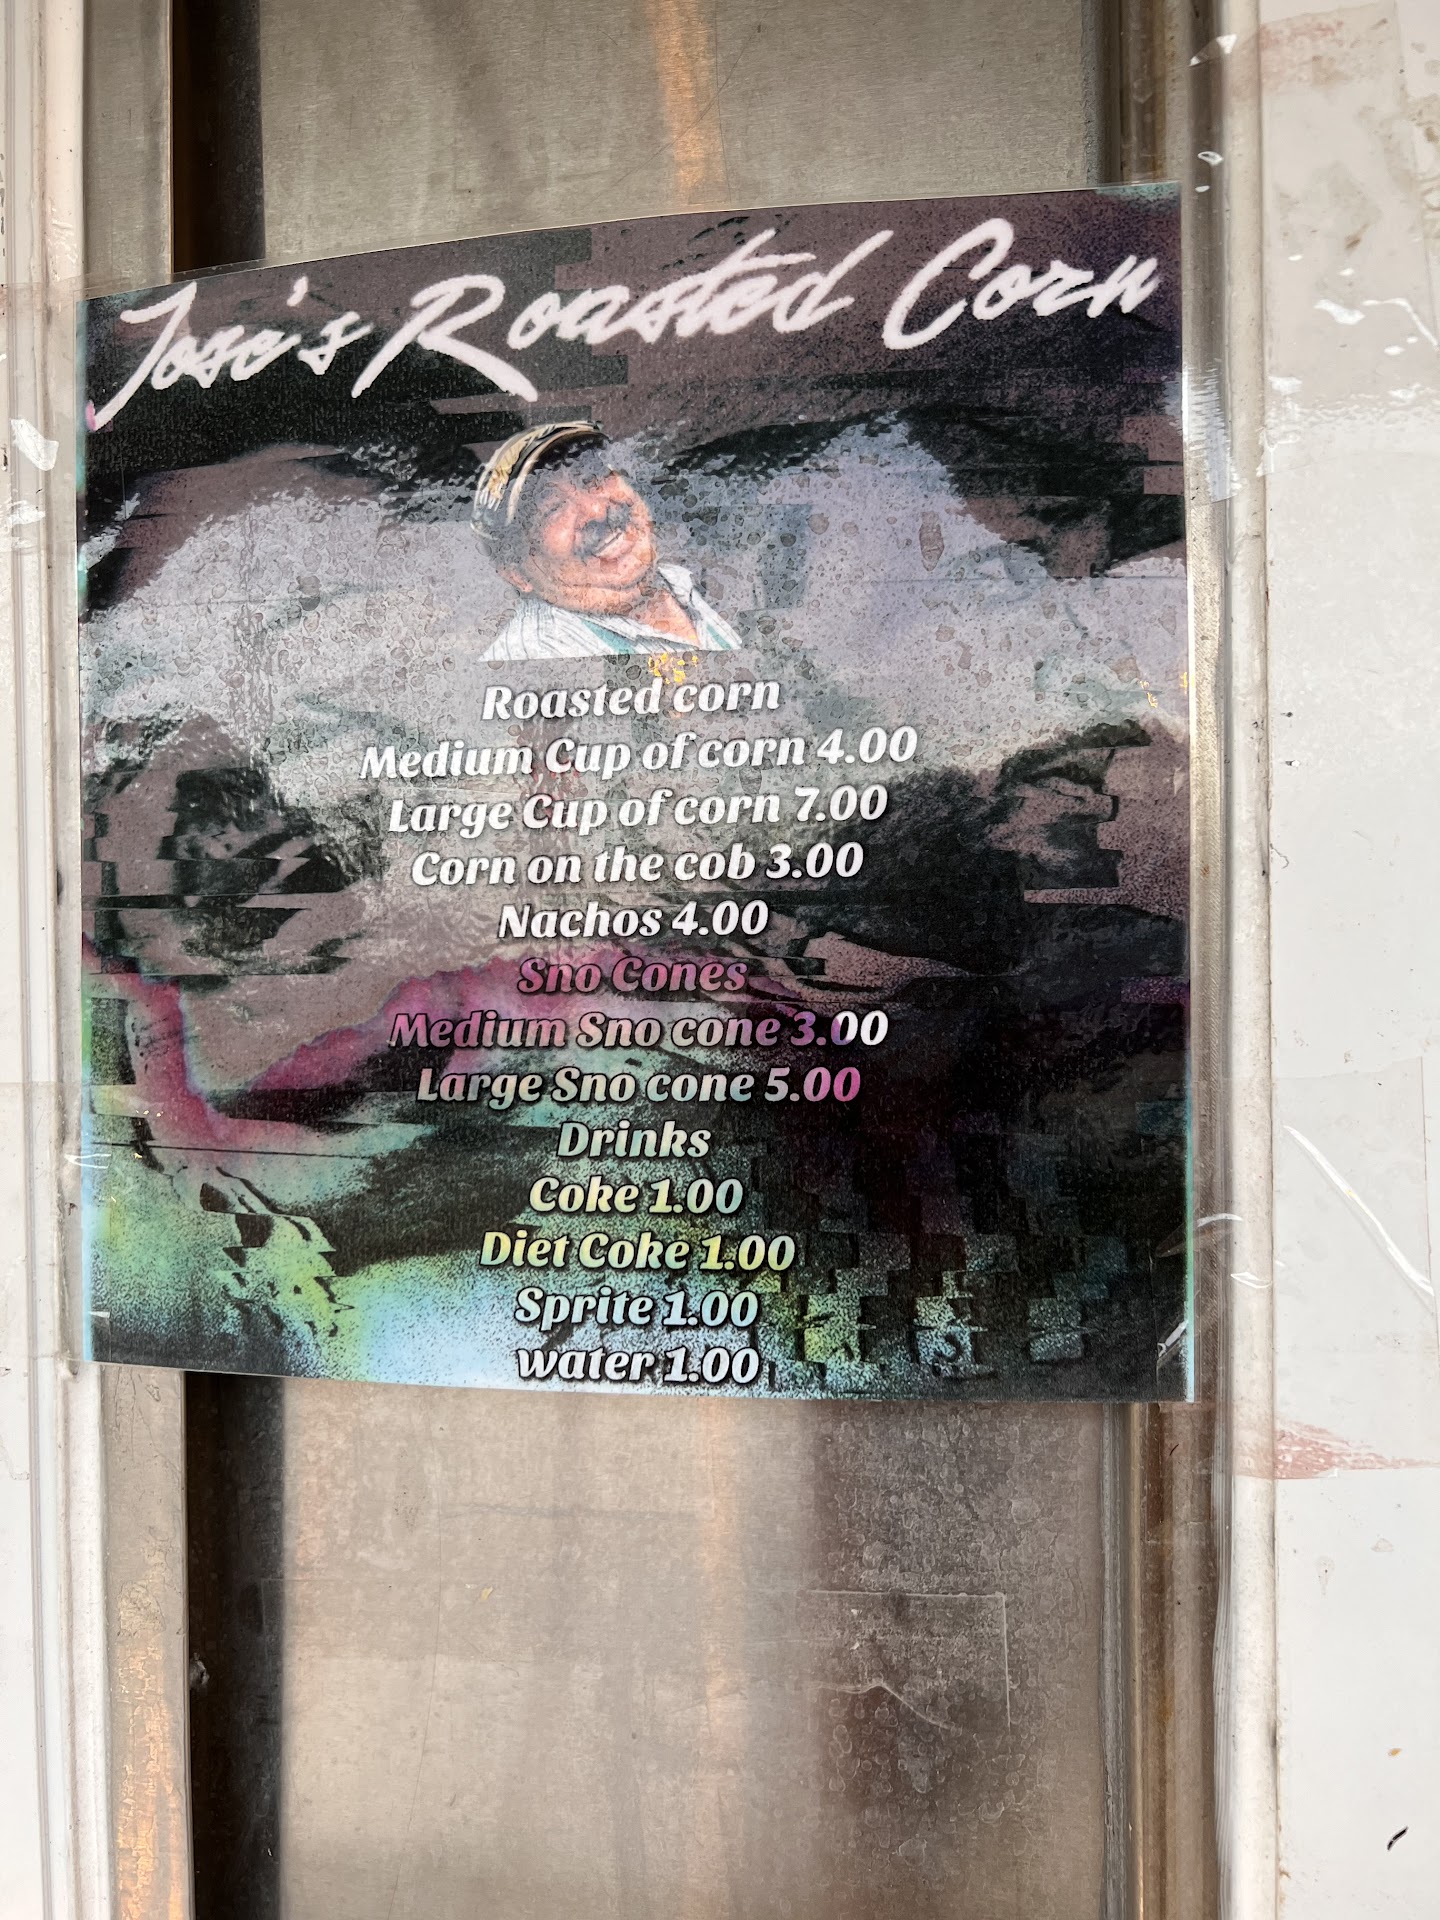 Jose's Roasted Corn
Roasted corn
Medium Cup of corn 4.00
Large Cup of corn 7.00
Corn on the cob 3.00
Nachos 4.00
Sno Cones
Medium Sno cone 3.00
Large Sno cone 5.00
Drinks
Coke 1.00
Diet Coke 1.00
Sprite 1.00
water 1.00